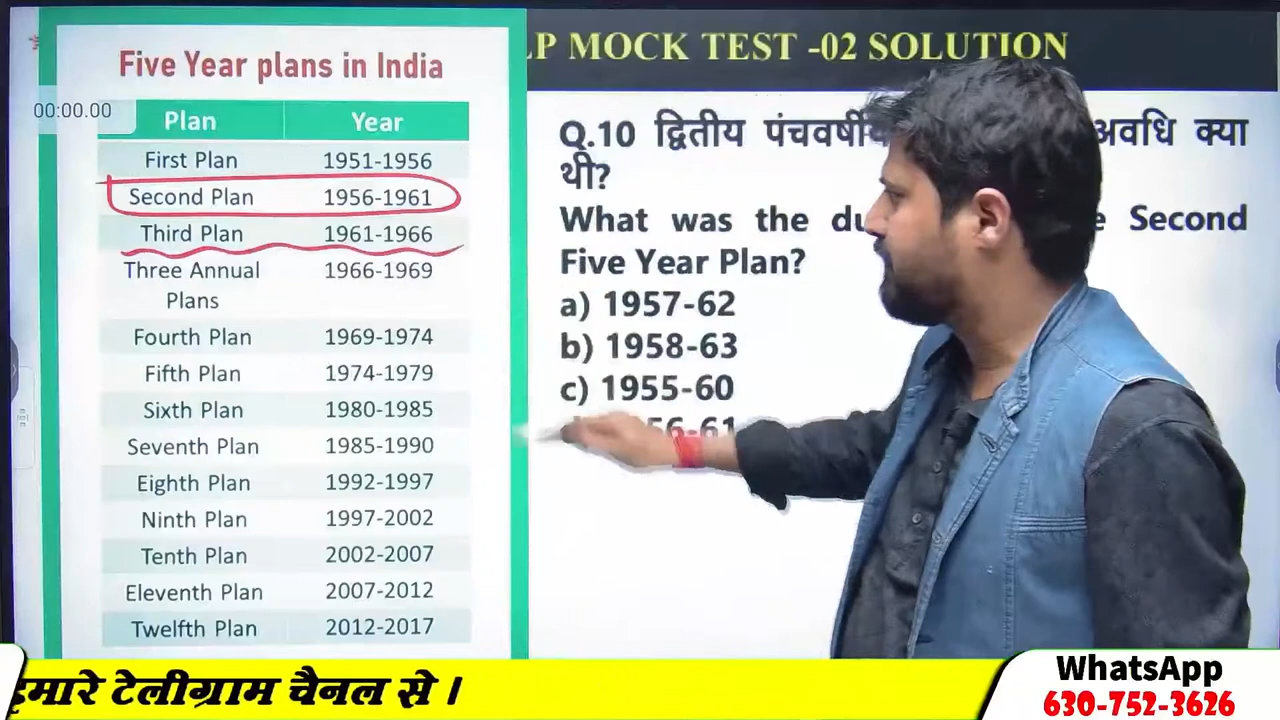 LP MOCK TEST -02 SOLUTION
Five Year plans in India
00:00.00
Plan Year
First Plan 1951-1956
Second Plan 1956-1961
Third Plan 1961-1966
Three Annual Plans 1966-1969
Fourth Plan 1969-1974
Fifth Plan 1974-1979
Sixth Plan 1980-1985
Seventh Plan 1985-1990
Eighth Plan 1992-1997
Ninth Plan 1997-2002
Tenth Plan 2002-2007
Eleventh Plan 2007-2012
Twelfth Plan 2012-2017
Q.10 द्वितीय अवधि क्या
थी?
What was the Second
Five Year Plan?
a) 1957-62
b) 1958-63
c) 1955-60
56-61
हमारे टेलीग्राम चैनल से ।
WhatsApp
630-752-3626